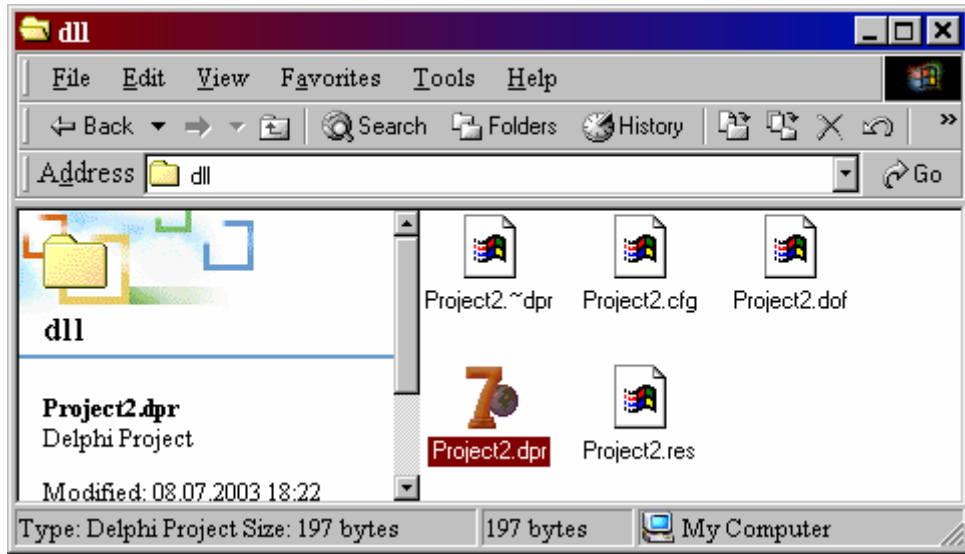 dll
File Edit View Favorites Tools Help
Back Search Folders History »
Address dll Go
Project2.~dpr Project2.cfg Project2.dof
dll
Project2.dpr
Delphi Project
Project2.dpr Project2.res
Modified: 08.07.2003 18:22
Type: Delphi Project Size: 197 bytes 197 bytes My Computer